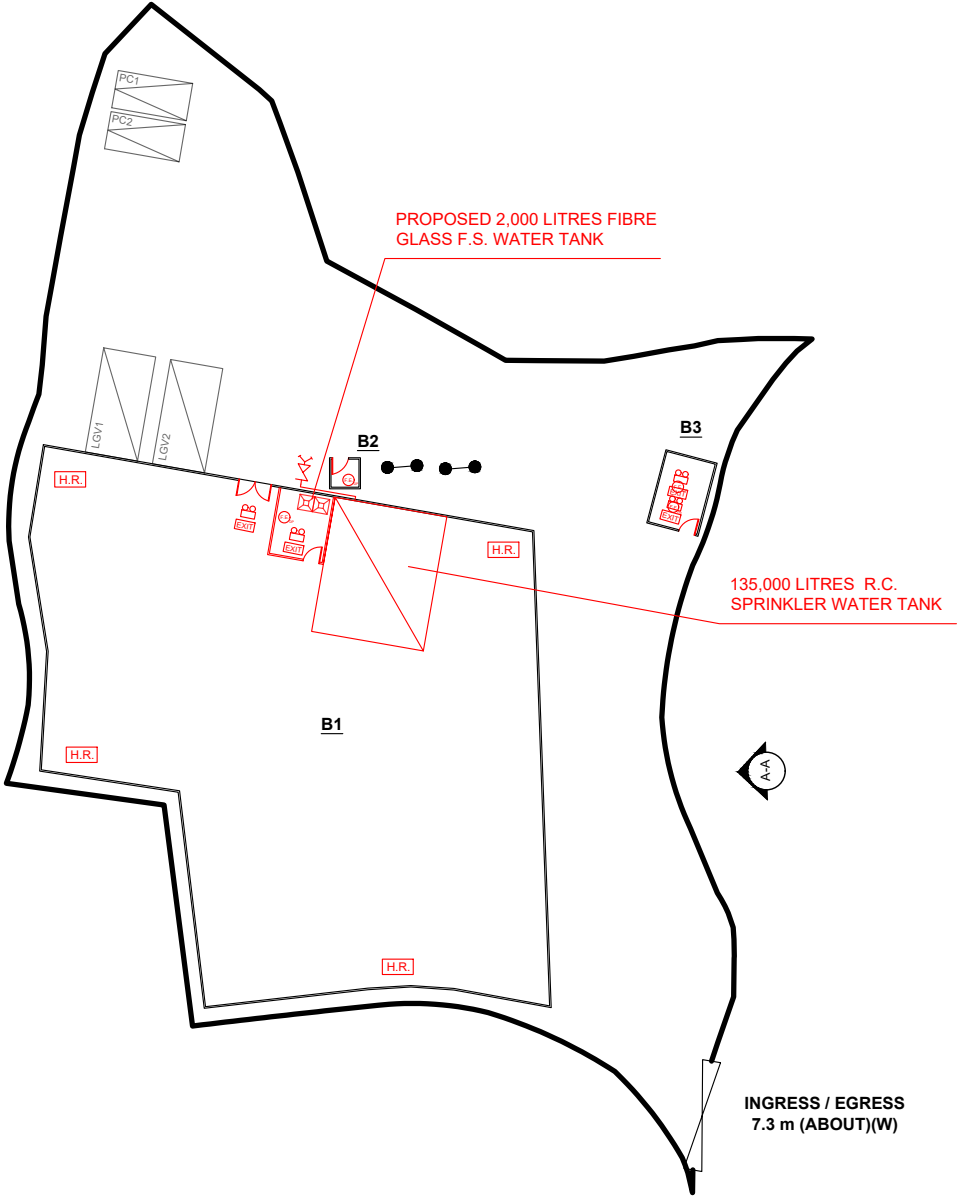 PC1
PC2
PROPOSED 2,000 LITRES FIBRE
GLASS F.S. WATER TANK
LGV1
LGV2
B2
B3
H.R.
EXIT
EXIT
H.R.
EXIT
EXIT
135,000 LITRES R.C.
SPRINKLER WATER TANK
B1
H.R.
A-A
H.R.
INGRESS / EGRESS
7.3 m (ABOUT)(W)